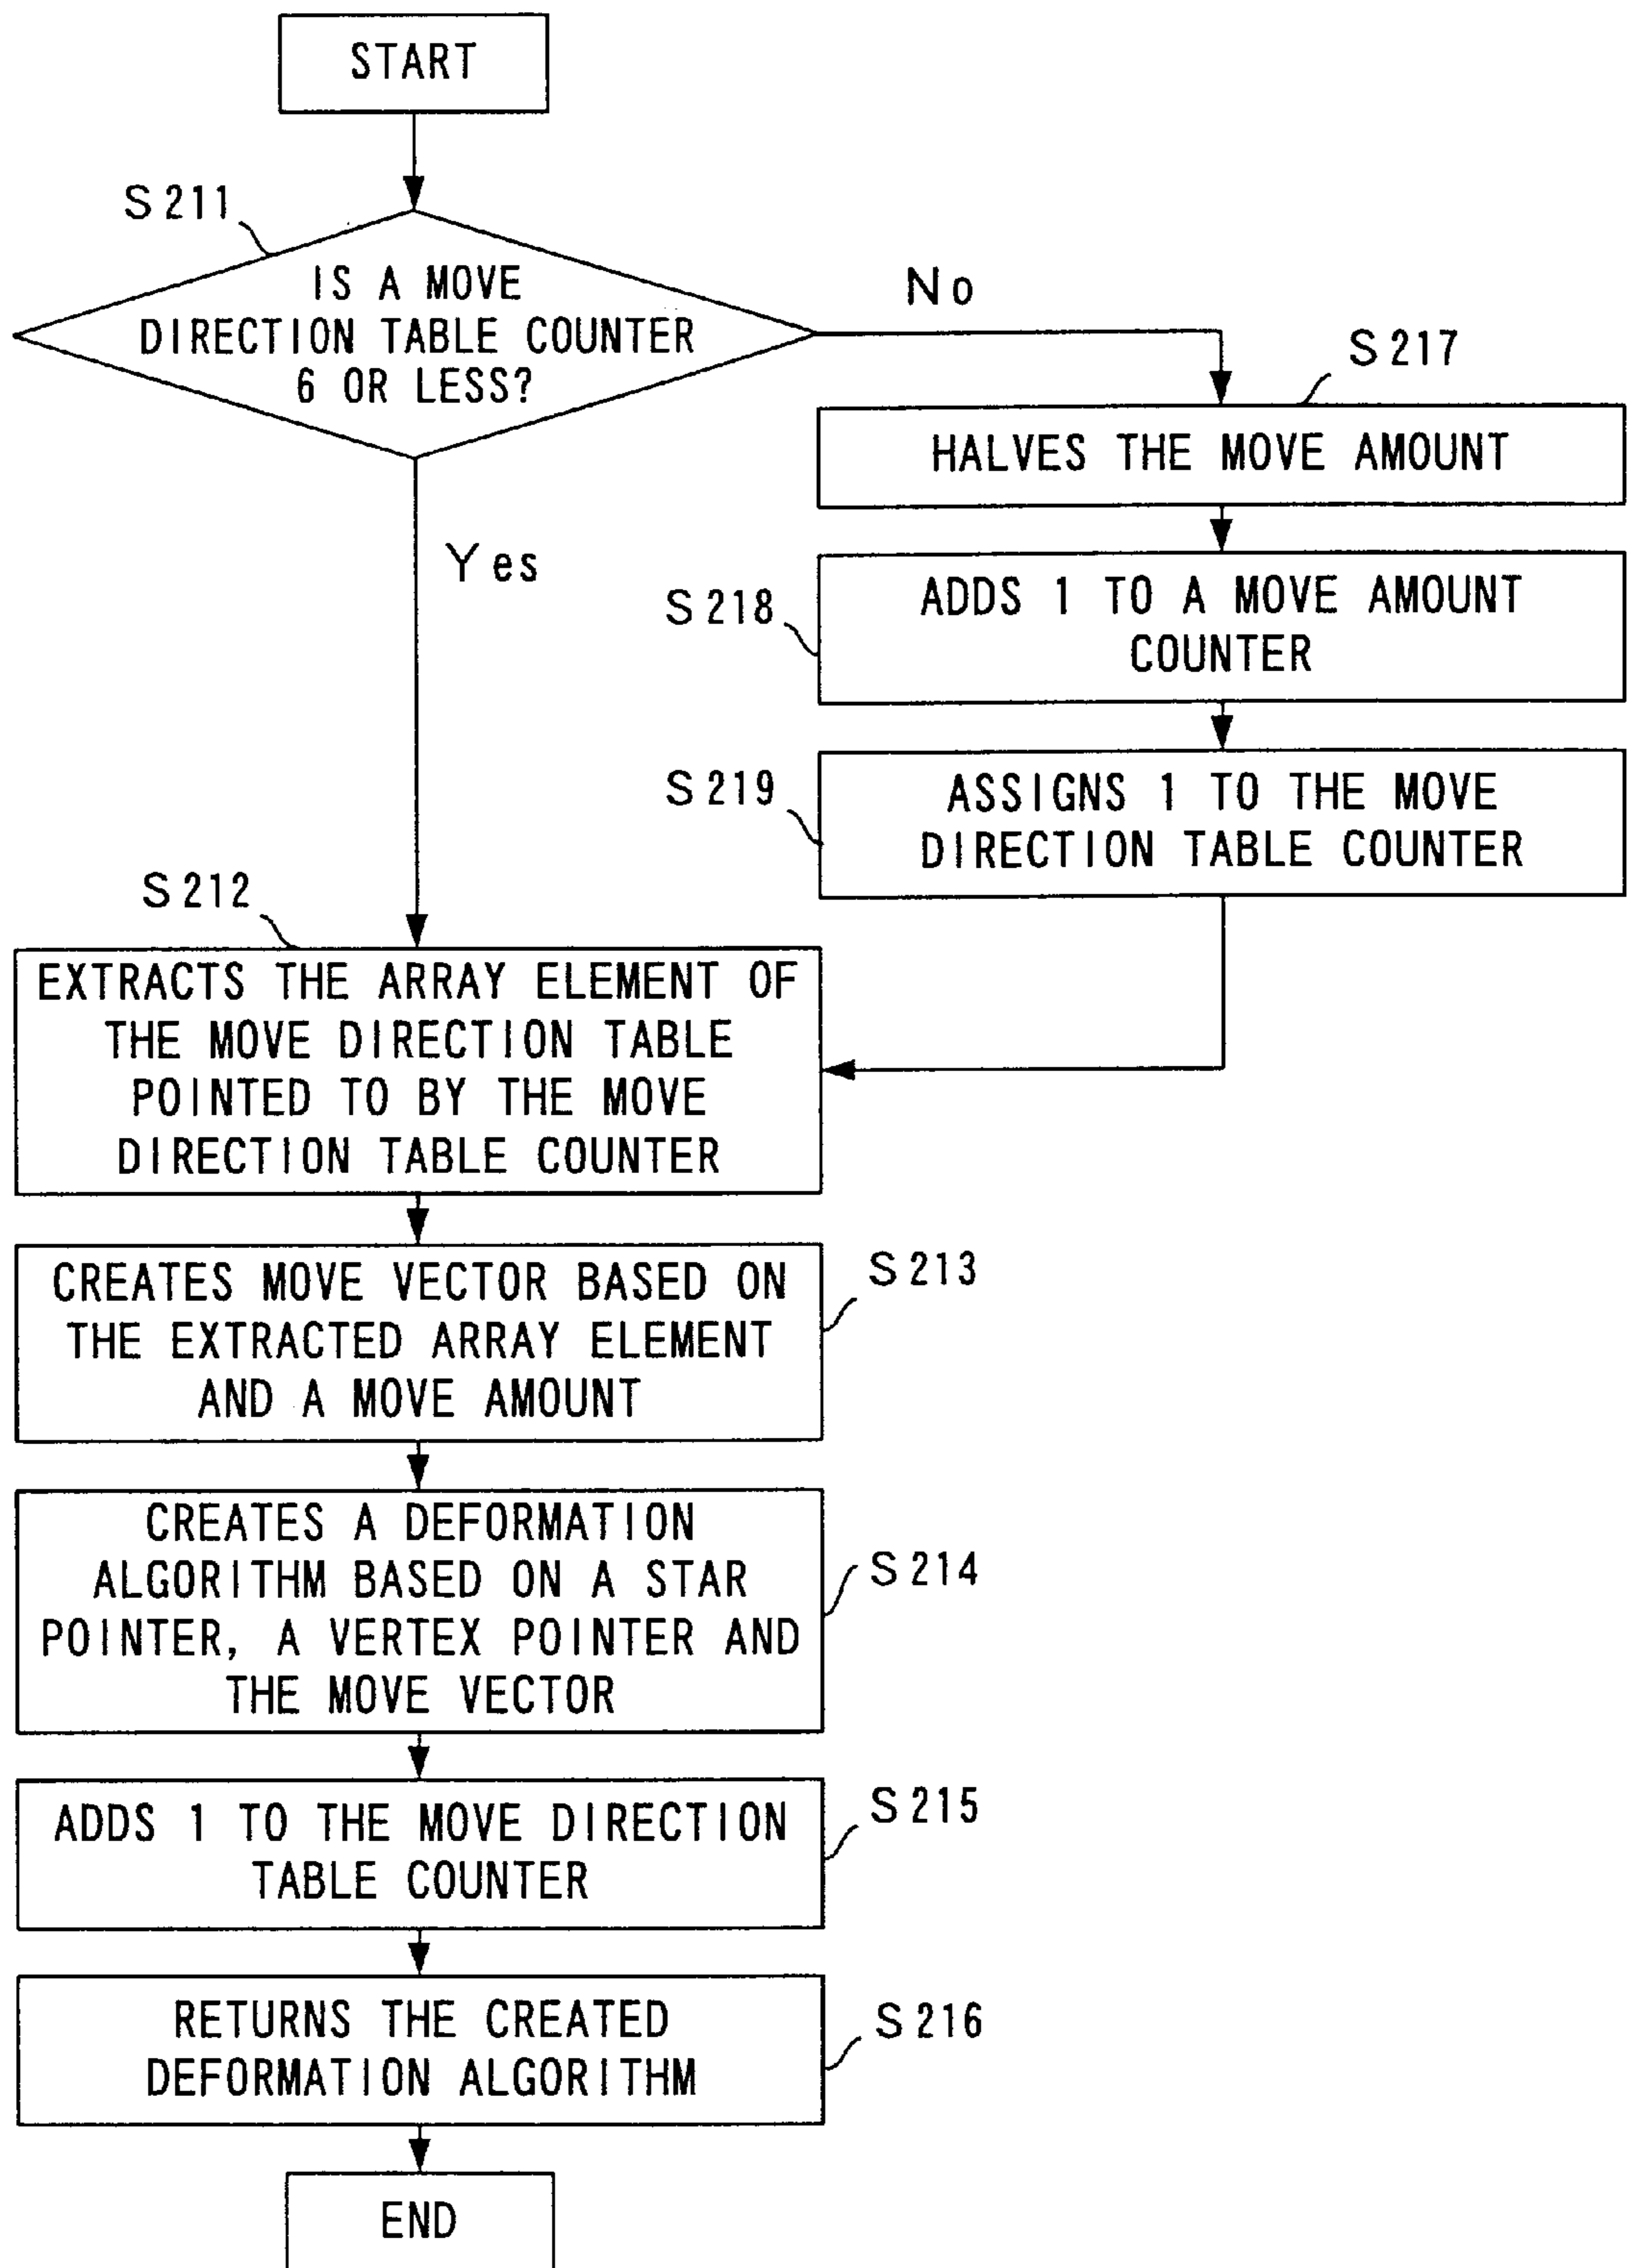 START
S211
IS A MOVE
DIRECTION TABLE COUNTER
6 OR LESS?
No
Yes
S217
HALVES THE MOVE AMOUNT
S218
ADDS 1 TO A MOVE AMOUNT
COUNTER
S219
ASSIGNS 1 TO THE MOVE
DIRECTION TABLE COUNTER
S212
EXTRACTS THE ARRAY ELEMENT OF
THE MOVE DIRECTION TABLE
POINTED TO BY THE MOVE
DIRECTION TABLE COUNTER
S213
CREATES MOVE VECTOR BASED ON
THE EXTRACTED ARRAY ELEMENT
AND A MOVE AMOUNT
S214
CREATES A DEFORMATION
ALGORITHM BASED ON A STAR
POINTER, A VERTEX POINTER AND
THE MOVE VECTOR
S215
ADDS 1 TO THE MOVE DIRECTION
TABLE COUNTER
S216
RETURNS THE CREATED
DEFORMATION ALGORITHM
END